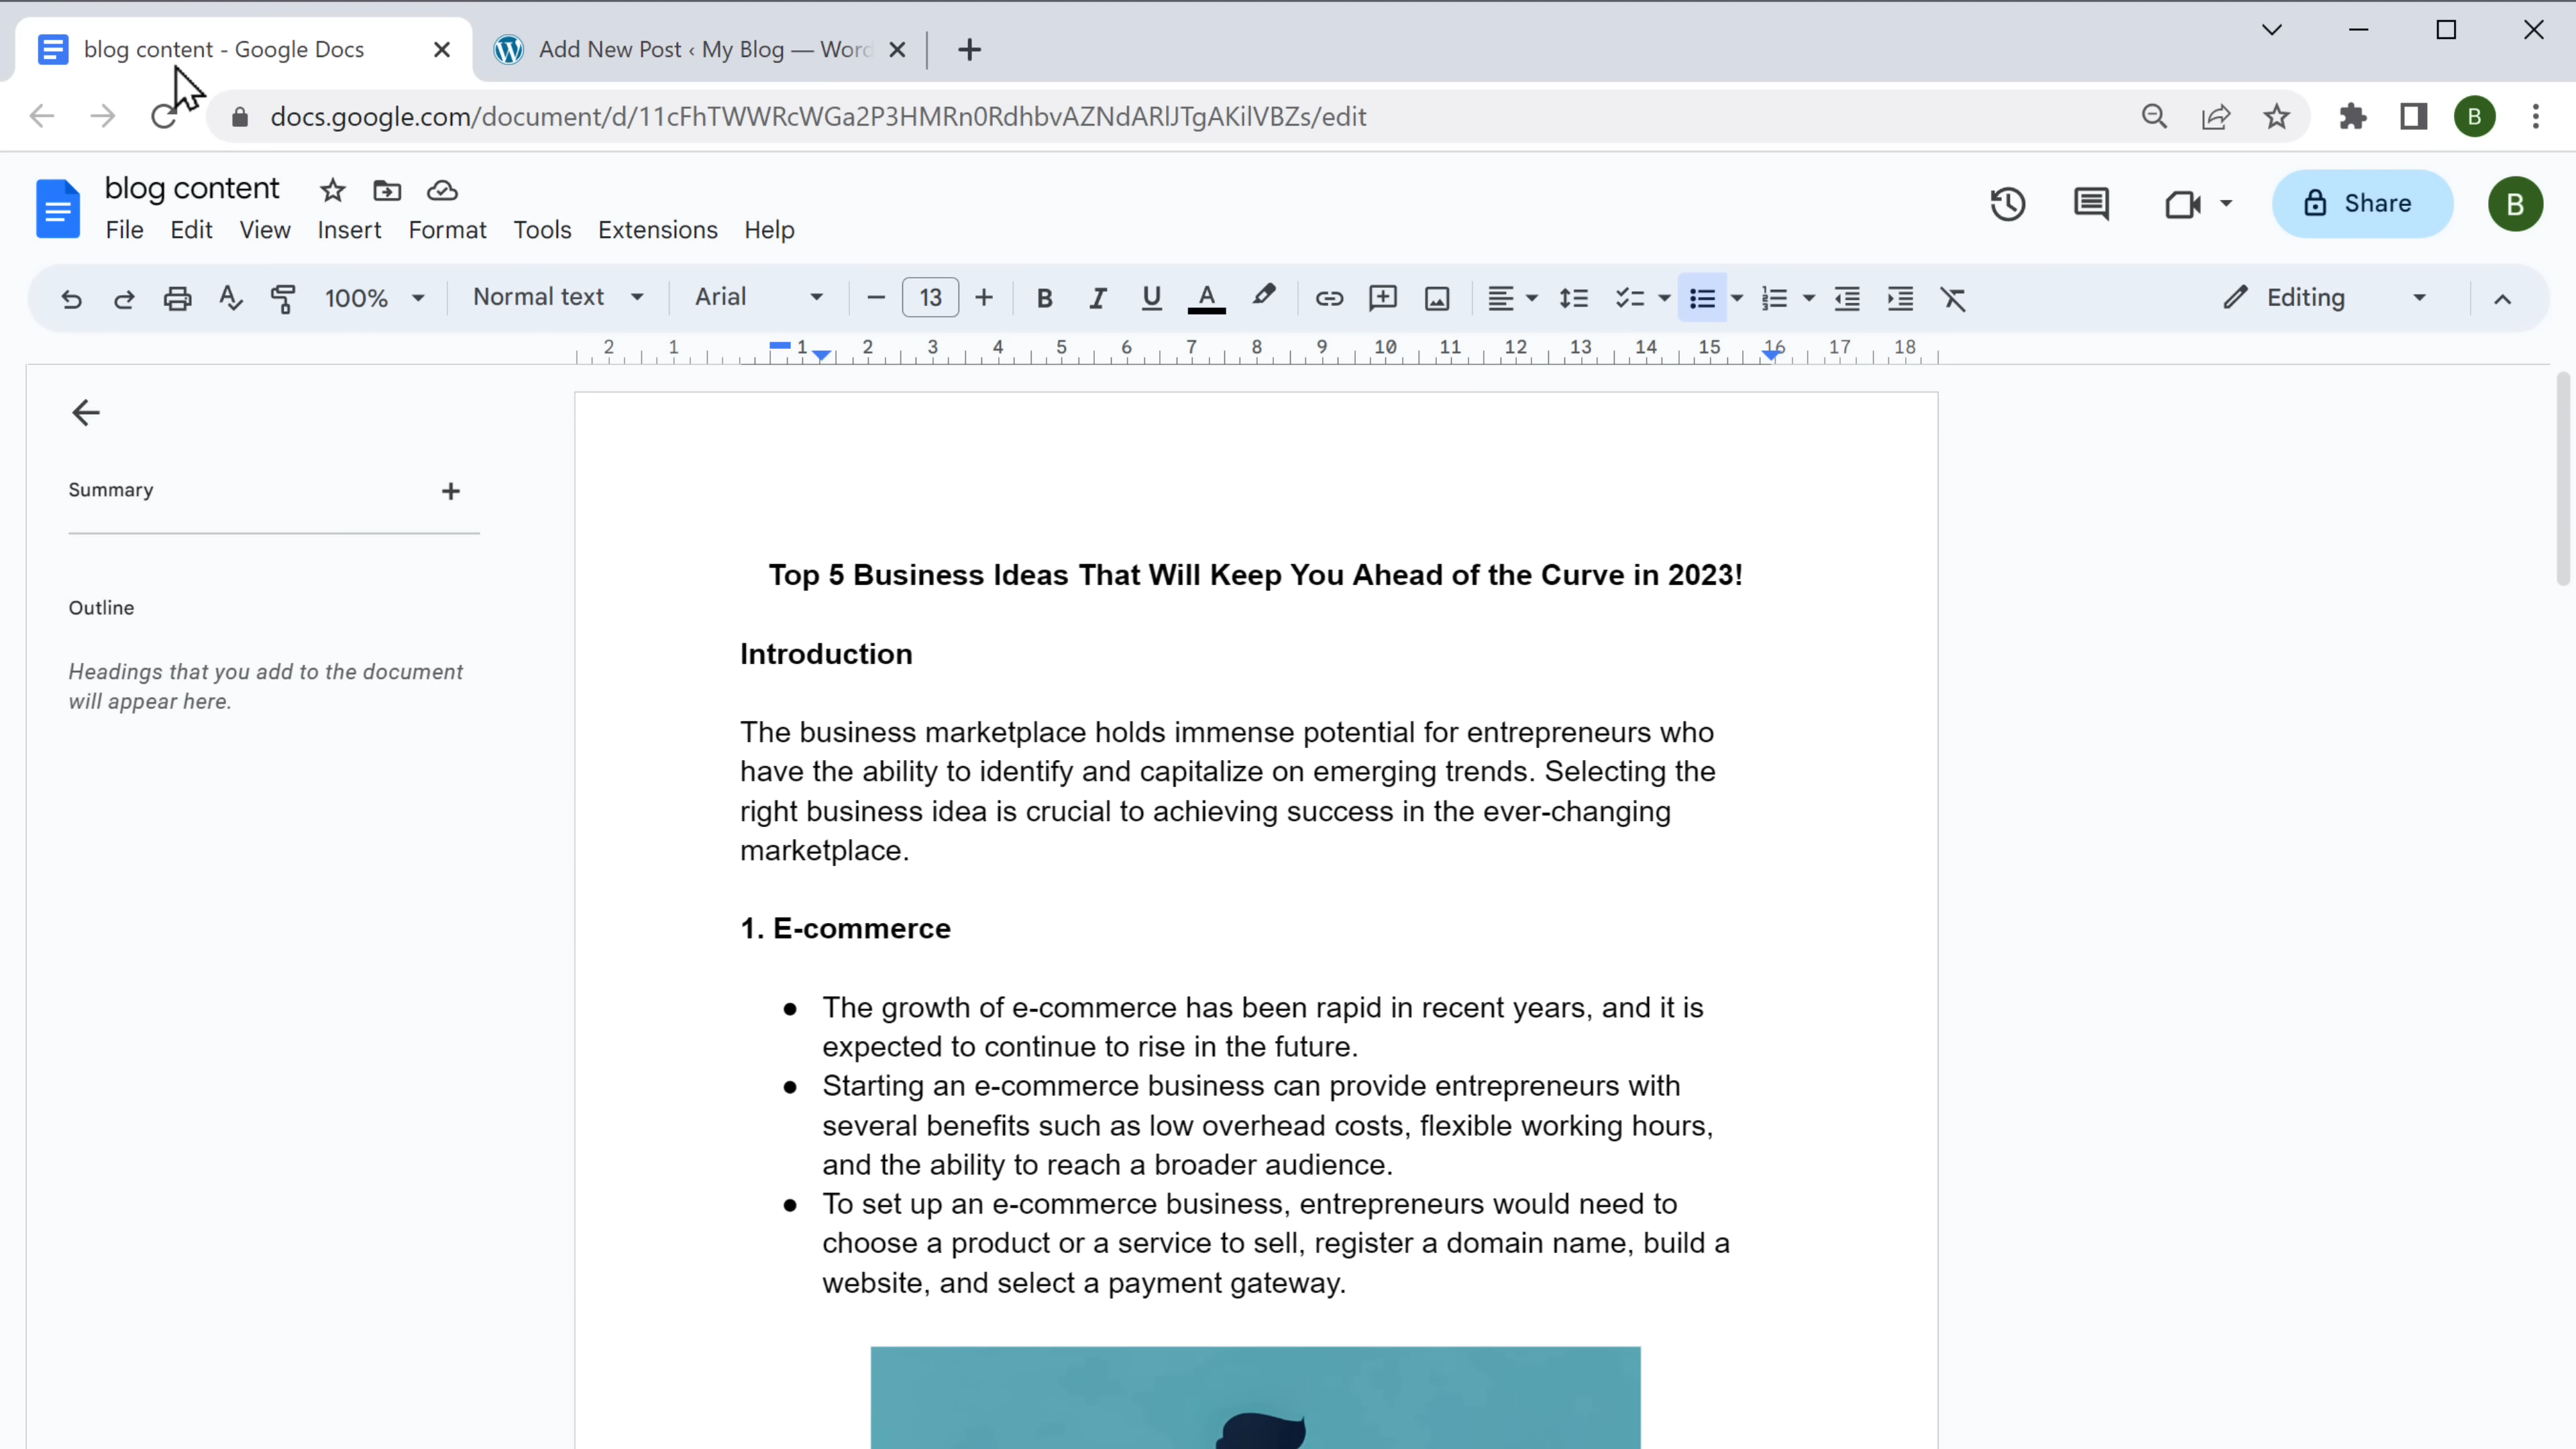 blog content - Google Docs
Add New Post ‹ My Blog — Word
docs.google.com/document/d/11cFhTWWRcWGa2P3HMRn0RdhbvAZNdARlJTgAKilVBZs/edit
B
blog content
File Edit View Insert Format Tools Extensions Help
Share
B
100% Normal text Arial 13 Editing
2 1 1 2 3 4 5 6 7 8 9 10 11 12 13 14 15 16 17 18
Summary
Outline
Headings that you add to the document
will appear here.
Top 5 Business Ideas That Will Keep You Ahead of the Curve in 2023!
Introduction
The business marketplace holds immense potential for entrepreneurs who
have the ability to identify and capitalize on emerging trends. Selecting the
right business idea is crucial to achieving success in the ever-changing
marketplace.
1. E-commerce
● The growth of e-commerce has been rapid in recent years, and it is
expected to continue to rise in the future.
● Starting an e-commerce business can provide entrepreneurs with
several benefits such as low overhead costs, flexible working hours,
and the ability to reach a broader audience.
● To set up an e-commerce business, entrepreneurs would need to
choose a product or a service to sell, register a domain name, build a
website, and select a payment gateway.